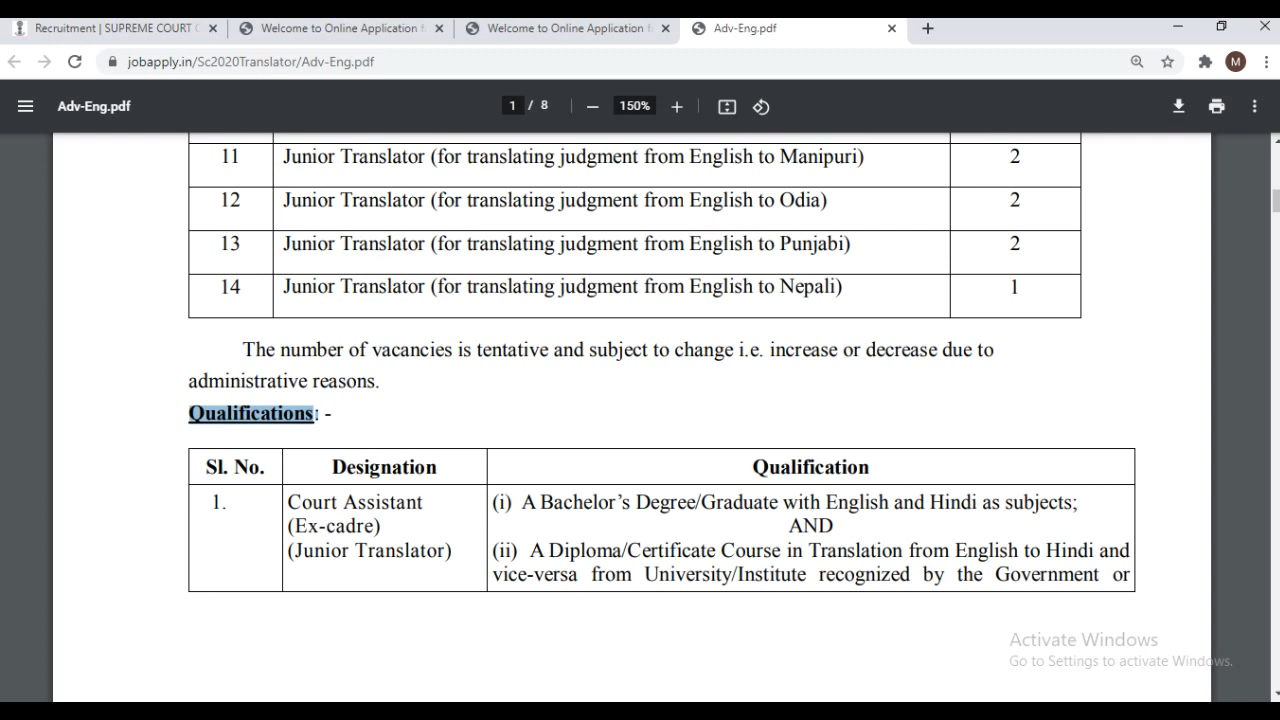 Recruitment | SUPREME COURT
Welcome to Online Application
Welcome to Online Application
Adv-Eng.pdf
jobapply.in/Sc2020Translator/Adv-Eng.pdf
M
Adv-Eng.pdf
1 / 8
150%
11 Junior Translator (for translating judgment from English to Manipuri) 2
12 Junior Translator (for translating judgment from English to Odia) 2
13 Junior Translator (for translating judgment from English to Punjabi) 2
14 Junior Translator (for translating judgment from English to Nepali) 1
The number of vacancies is tentative and subject to change i.e. increase or decrease due to
administrative reasons.
Qualifications: -
Sl. No. Designation Qualification
1. Court Assistant (i) A Bachelor's Degree/Graduate with English and Hindi as subjects;
(Ex-cadre) AND
(Junior Translator) (ii) A Diploma/Certificate Course in Translation from English to Hindi and
vice-versa from University/Institute recognized by the Government or
Activate Windows
Go to Settings to activate Windows.